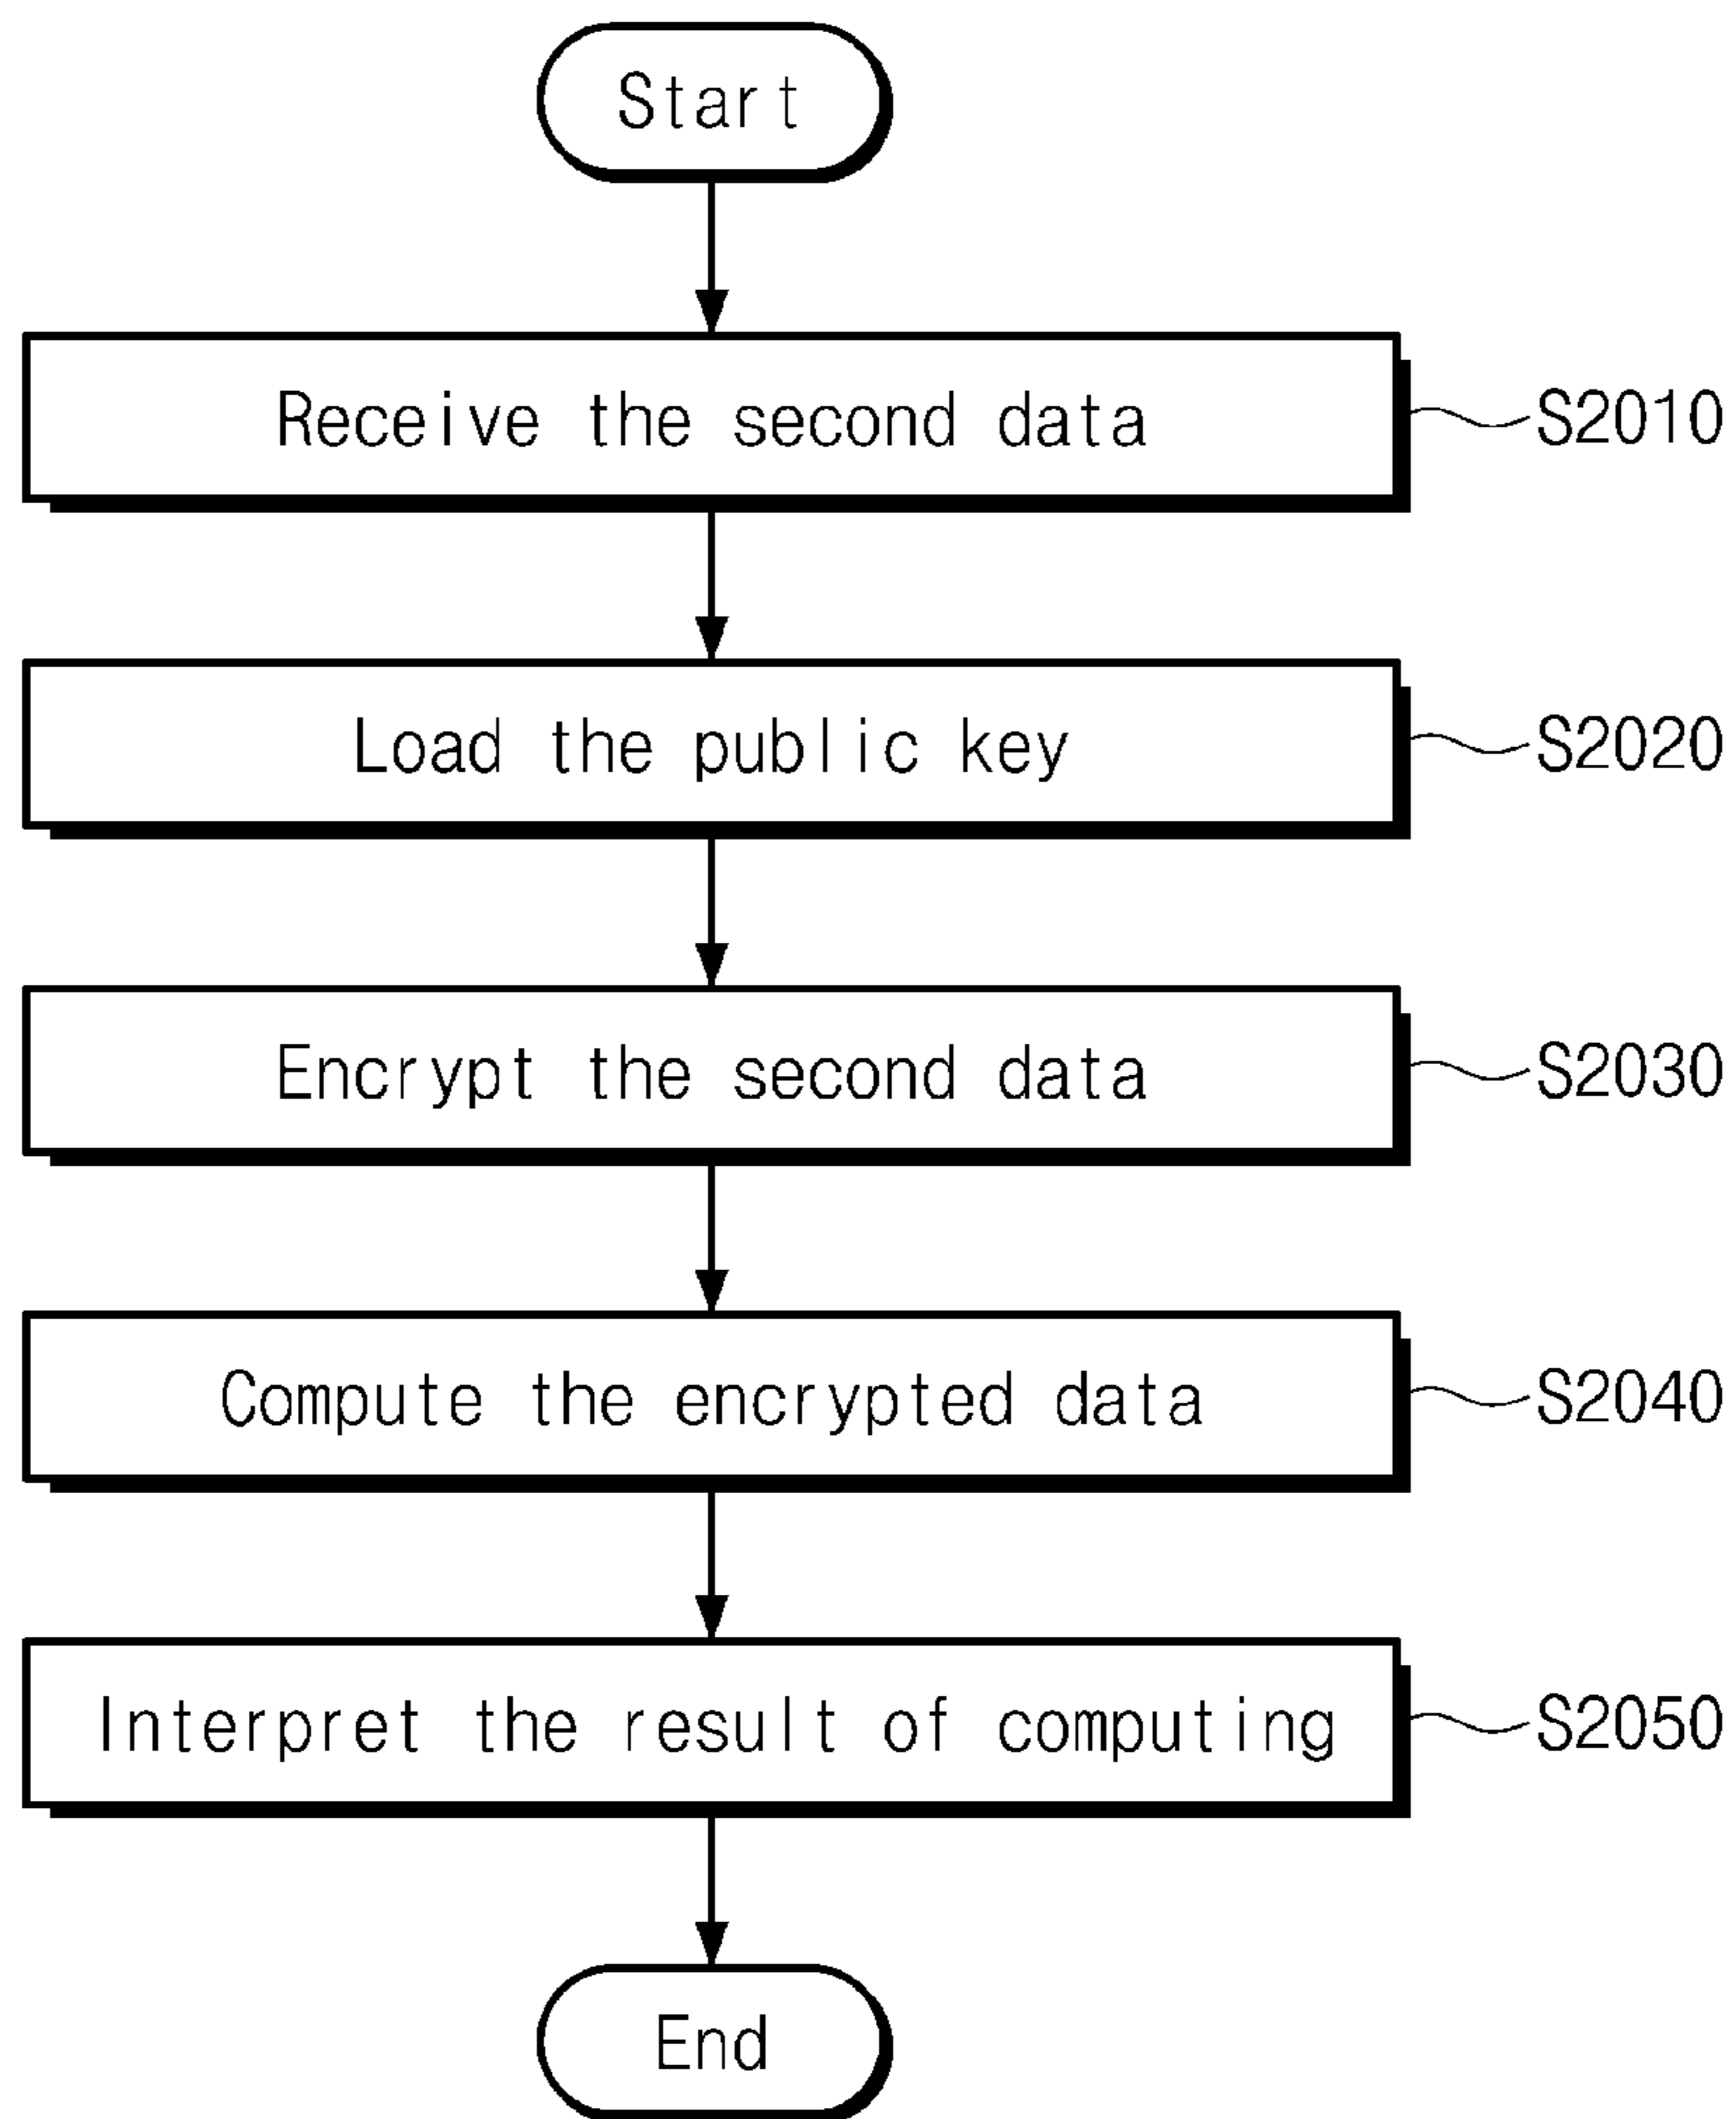 Start
Receive the second data
S2010
Load the public key
S2020
Encrypt the second data
S2030
Compute the encrypted data
S2040
Interpret the result of computing
S2050
End